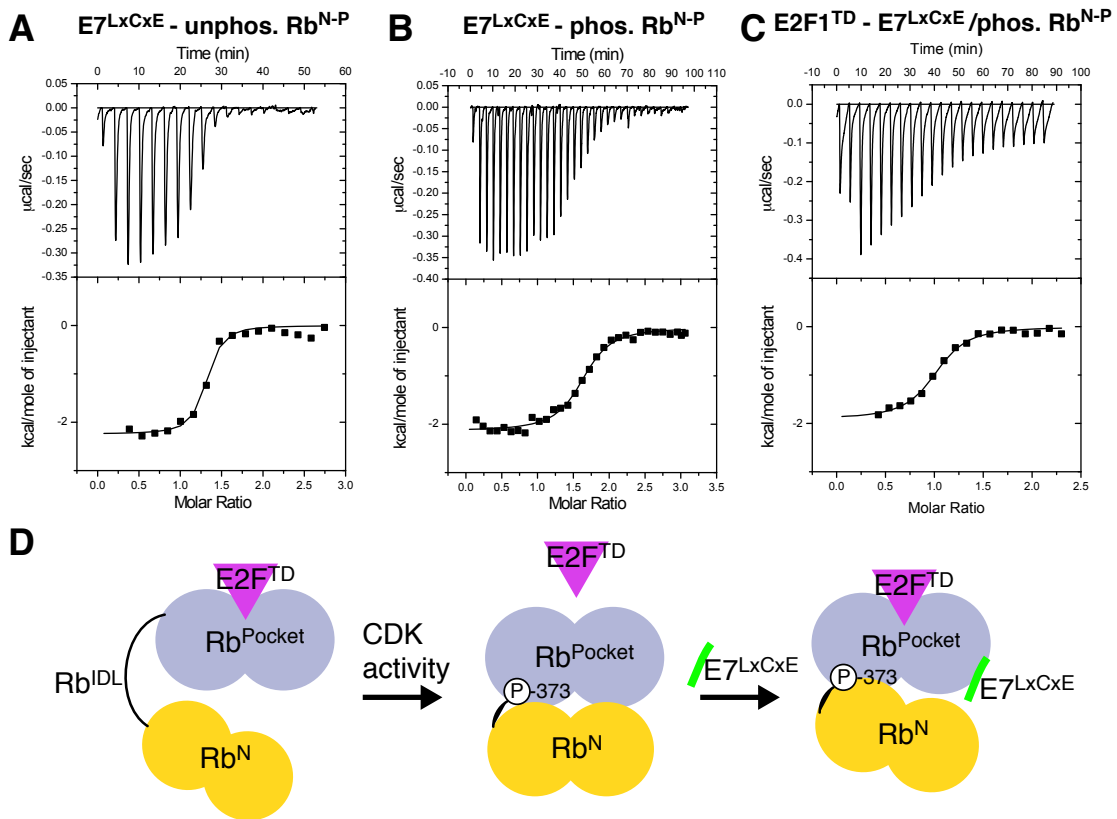 A
E7LxCxE - unphos. RbN-P
Time (min)
0 10 20 30 40 50 60
0.05
0.00
-0.05
-0.10
-0.15
-0.20
-0.25
-0.30
-0.35
µcal/sec
0
-2
kcal/mole of injectant
0.0 0.5 1.0 1.5 2.0 2.5 3.0
Molar Ratio
B
E7LxCxE - phos. RbN-P
Time (min)
-10 0 10 20 30 40 50 60 70 80 90 100 110
0.05
0.00
-0.05
-0.10
-0.15
-0.20
-0.25
-0.30
-0.35
-0.40
µcal/sec
0
-2
kcal/mole of injectant
0.0 0.5 1.0 1.5 2.0 2.5 3.0 3.5
Molar Ratio
C
E2F1TD - E7LxCxE /phos. RbN-P
Time (min)
-10 0 10 20 30 40 50 60 70 80 90 100
0.0
-0.1
-0.2
-0.3
-0.4
µcal/sec
0
-2
kcal/mole of injectant
0.0 0.5 1.0 1.5 2.0 2.5
Molar Ratio
D
E2FTD
RbPocket
RbIDL
RbN
CDK
activity
E2FTD
RbPocket
P-373
RbN
E7LxCxE
E2FTD
RbPocket
P-373
E7LxCxE
RbN